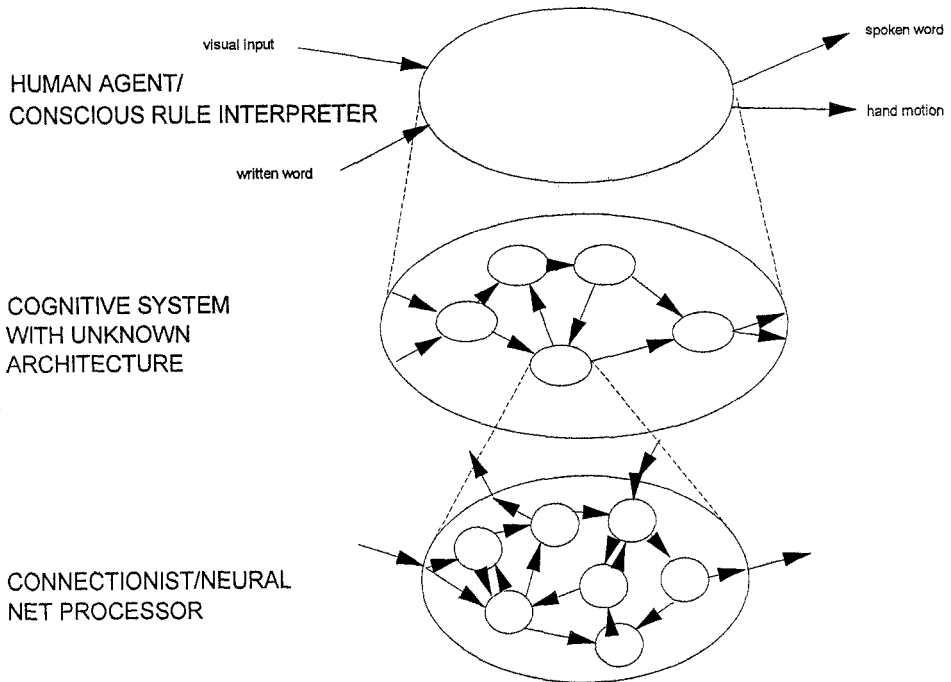 visual input
spoken word
HUMAN AGENT/
CONSCIOUS RULE INTERPRETER
hand motion
written word
COGNITIVE SYSTEM
WITH UNKNOWN
ARCHITECTURE
CONNECTIONIST/NEURAL
NET PROCESSOR